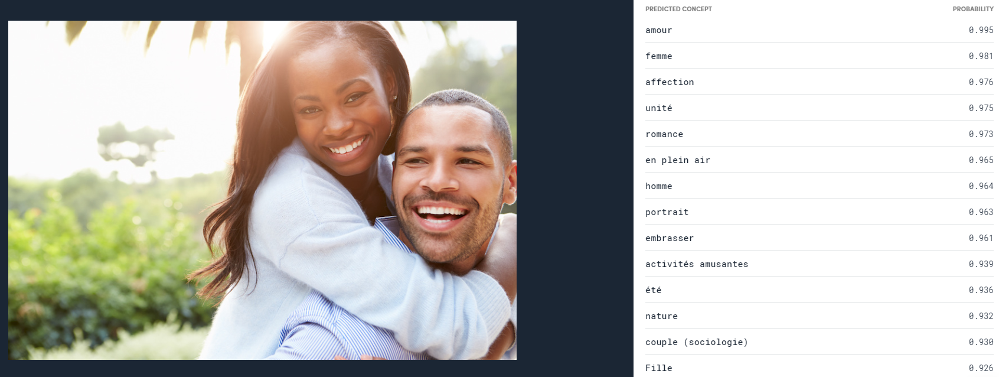 PREDICTED CONCEPT PROBABILITY
amour 0.995
femme 0.981
affection 0.976
unité 0.975
romance 0.973
en plein air 0.965
homme 0.964
portrait 0.963
embrasser 0.961
activités amusantes 0.939
été 0.936
nature 0.932
couple (sociologie) 0.930
Fille 0.926